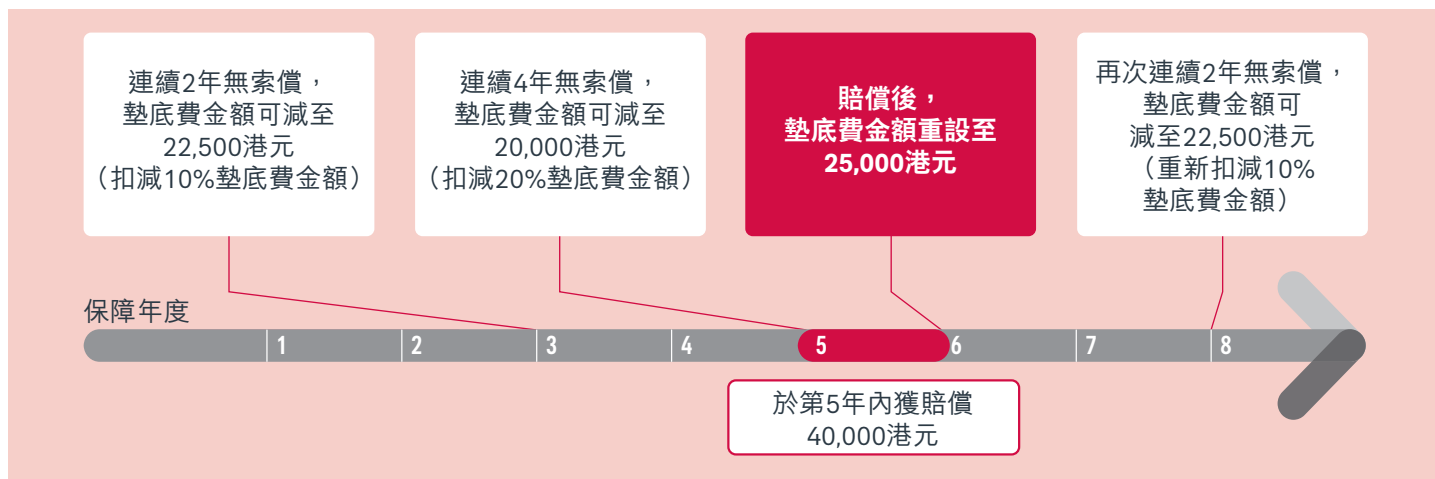 連續2年無索償，
墊底費金額可減至
22,500港元
（扣減10%墊底費金額）
連續4年無索償，
墊底費金額可減至
20,000港元
（扣減20%墊底費金額）
賠償後，
墊底費金額重設至
25,000港元
再次連續2年無索償，
墊底費金額可
減至22,500港元
（重新扣減10%
墊底費金額）
保障年度
1 2 3 4 5 6 7 8
於第5年內獲賠償
40,000港元